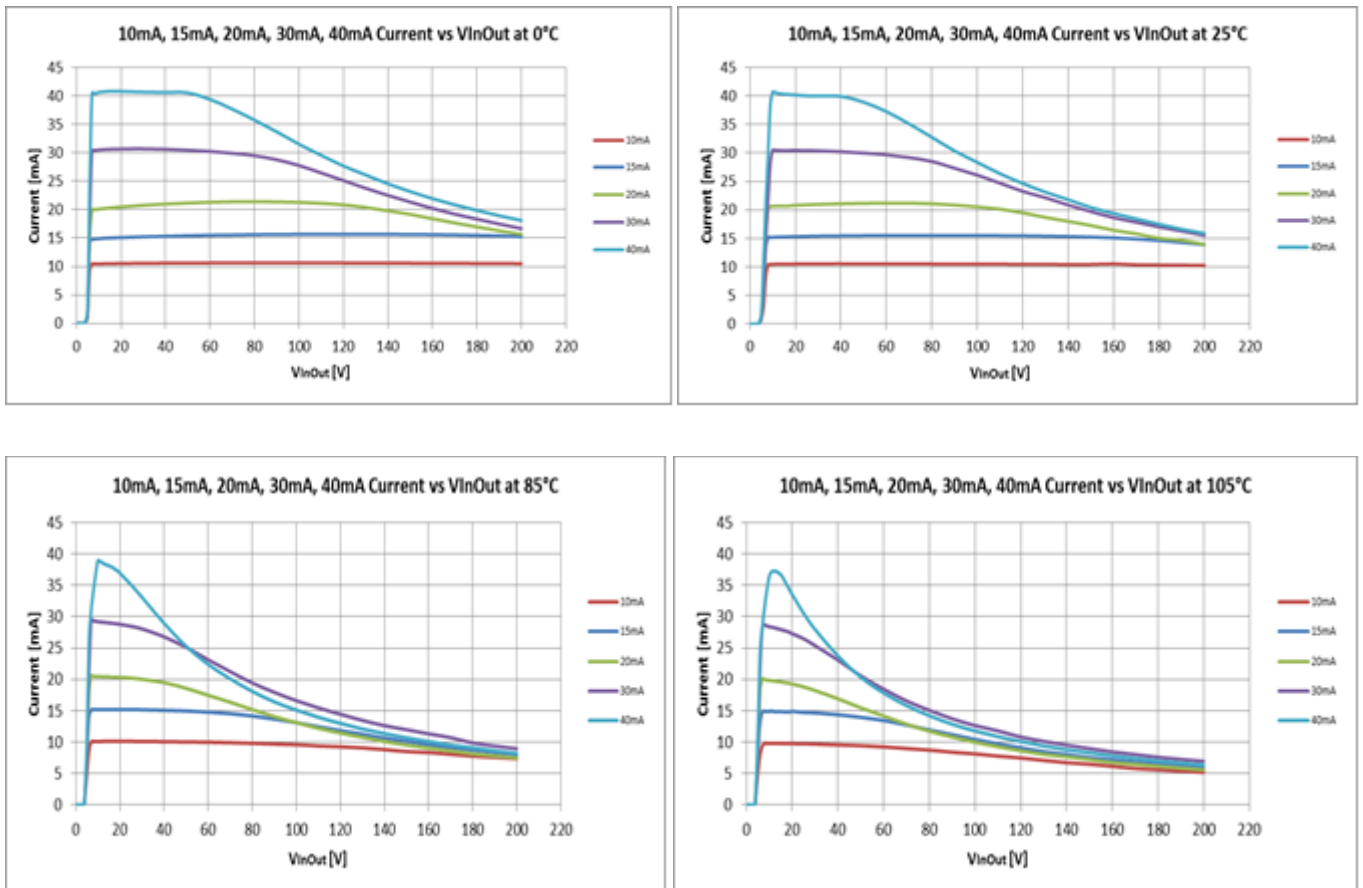 10mA, 15mA, 20mA, 30mA, 40mA Current vs VInOut at 0°C
45
40
35
30
25
20
15
10
5
0
Current [mA]
0 20 40 60 80 100 120 140 160 180 200 220
VInOut [V]
10mA
15mA
20mA
30mA
40mA
10mA, 15mA, 20mA, 30mA, 40mA Current vs VInOut at 25°C
45
40
35
30
25
20
15
10
5
0
Current [mA]
0 20 40 60 80 100 120 140 160 180 200 220
VInOut [V]
10mA
15mA
20mA
30mA
40mA
10mA, 15mA, 20mA, 30mA, 40mA Current vs VInOut at 85°C
45
40
35
30
25
20
15
10
5
0
Current [mA]
0 20 40 60 80 100 120 140 160 180 200 220
VInOut [V]
10mA
15mA
20mA
30mA
40mA
10mA, 15mA, 20mA, 30mA, 40mA Current vs VInOut at 105°C
45
40
35
30
25
20
15
10
5
0
Current [mA]
0 20 40 60 80 100 120 140 160 180 200 220
VInOut [V]
10mA
15mA
20mA
30mA
40mA